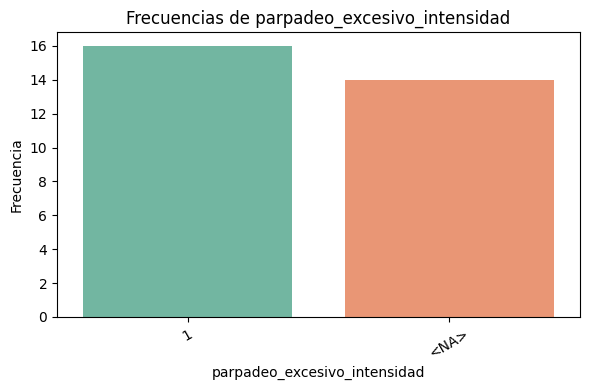 Frecuencias de parpadeo_excesivo_intensidad
Frecuencia
16
14
12
10
8
6
4
2
0
1
<NA>
parpadeo_excesivo_intensidad